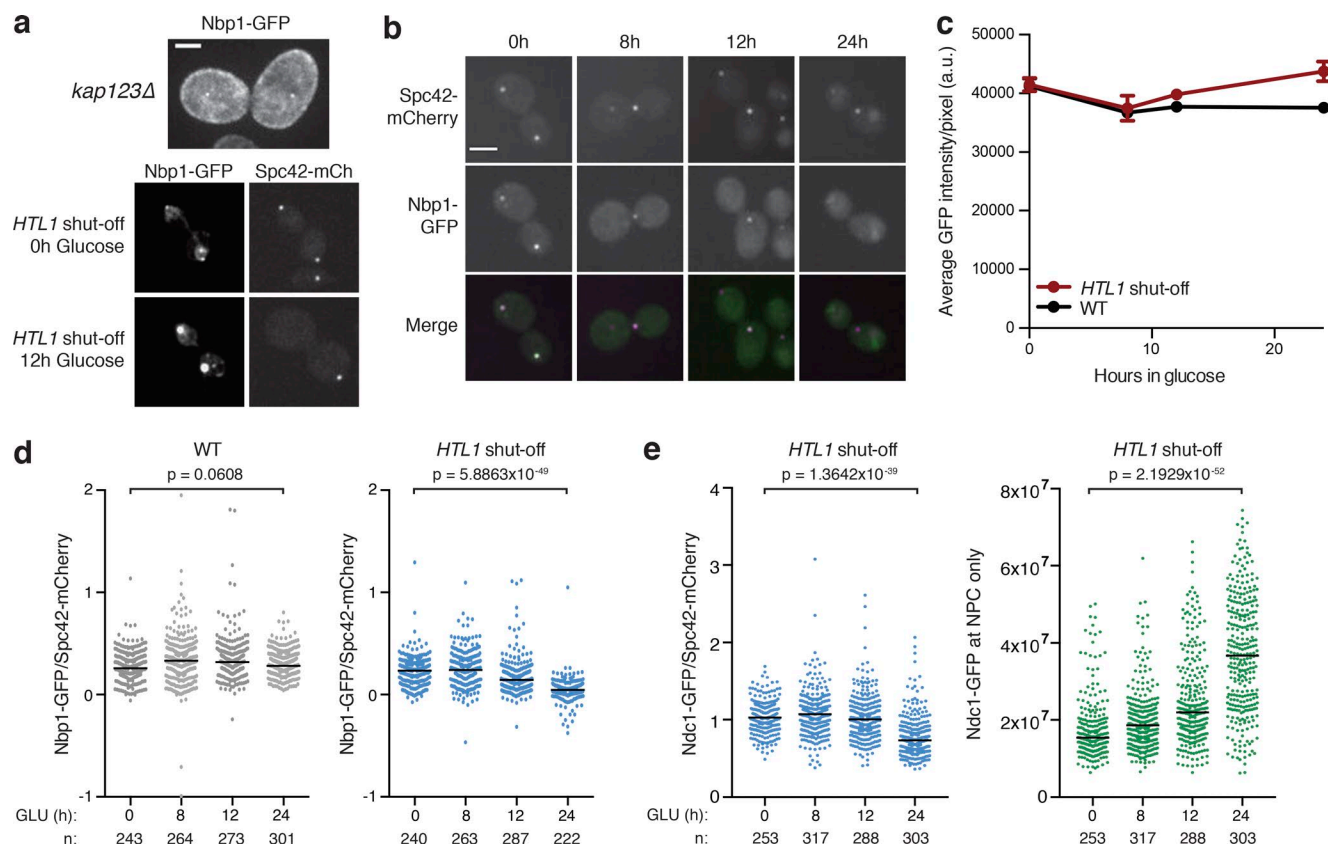 a
Nbp1-GFP
kap123Δ
Nbp1-GFP Spc42-mCh
HTL1 shut-off
0h Glucose
HTL1 shut-off
12h Glucose
b
0h 8h 12h 24h
Spc42-
mCherry
Nbp1-
GFP
Merge
c
Average GFP intensity/pixel (a.u.)
50000
40000
30000
20000
10000
0
HTL1 shut-off
WT
0 10 20
Hours in glucose
d
WT
p = 0.0608
Nbp1-GFP/Spc42-mCherry
2
1
0
-1
GLU (h): 0 8 12 24
n: 243 264 273 301
HTL1 shut-off
p = 5.8863x10⁻⁴⁹
Nbp1-GFP/Spc42-mCherry
2
1
0
-1
0 8 12 24
240 263 287 222
e
HTL1 shut-off
p = 1.3642x10⁻³⁹
Ndc1-GFP/Spc42-mCherry
4
3
2
1
0
GLU (h): 0 8 12 24
n: 253 317 288 303
HTL1 shut-off
p = 2.1929x10⁻⁵²
Ndc1-GFP at NPC only
8x10⁷
6x10⁷
4x10⁷
2x10⁷
0
0 8 12 24
253 317 288 303